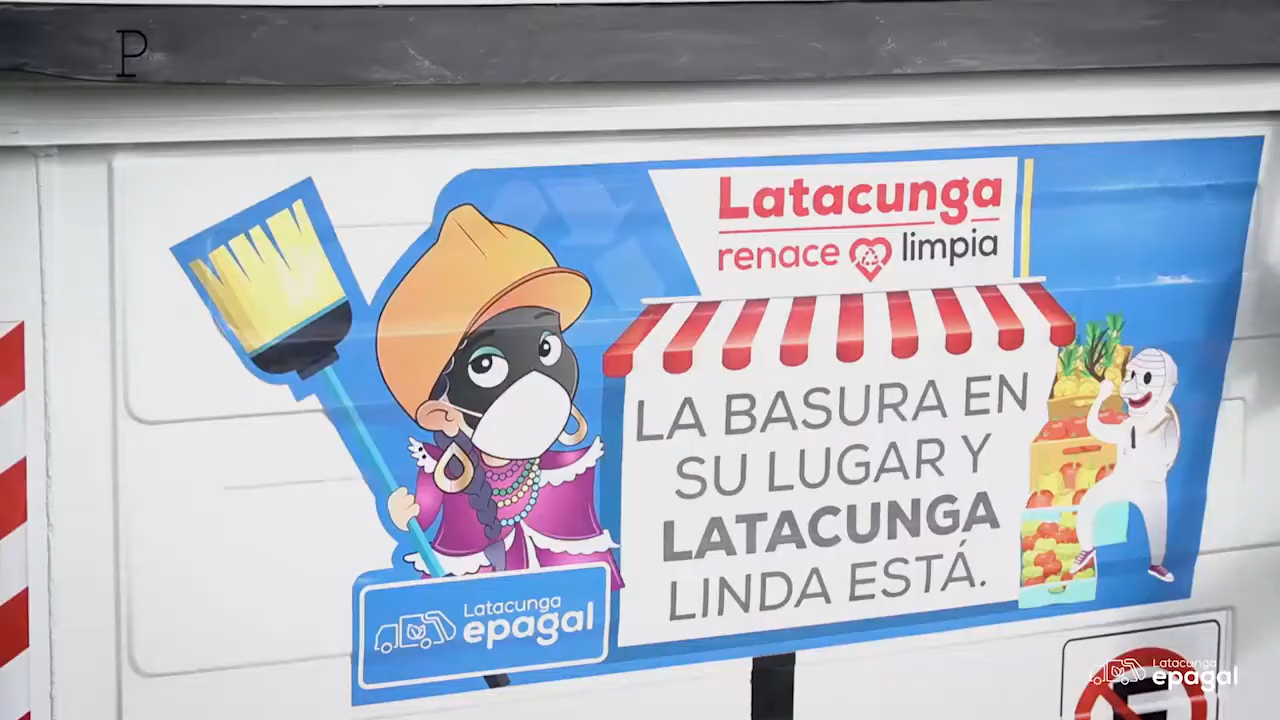 P
Latacunga
renace limpia
LA BASURA EN
SU LUGAR Y
LATACUNGA
LINDA ESTÁ.
Latacunga
epagal
Latacunga
epagal